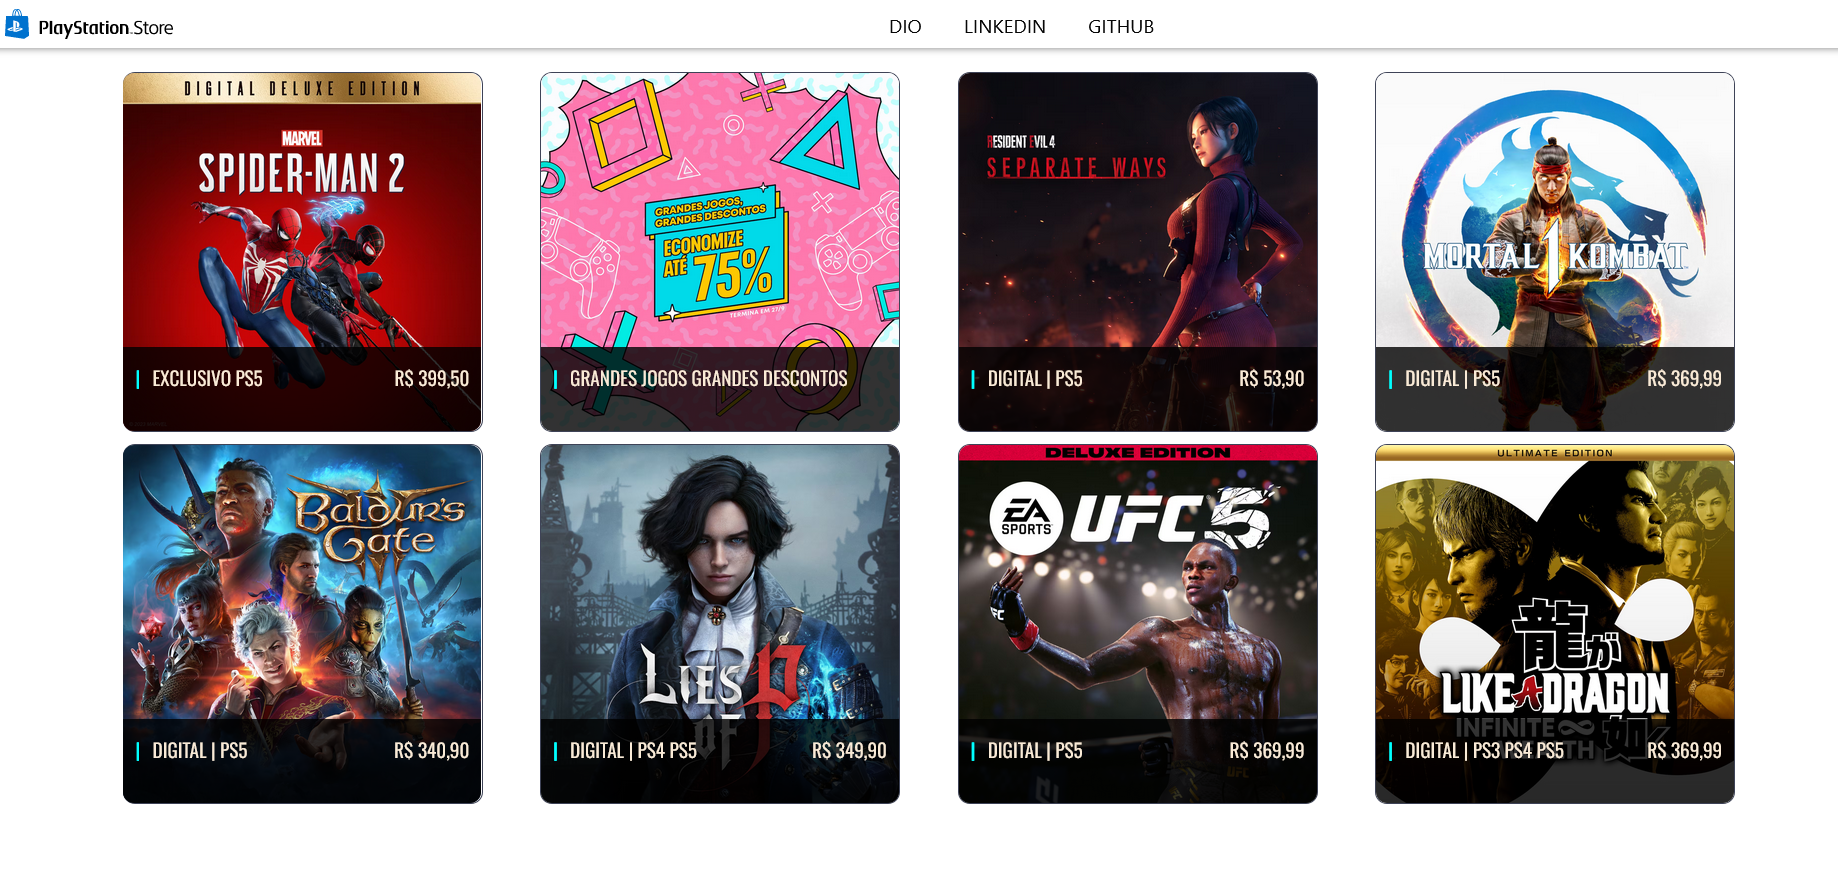 PlayStation.Store
DIO
LINKEDIN
GITHUB
DIGITAL DELUXE EDITION
MARVEL
SPIDER-MAN 2
EXCLUSIVO PS5
R$ 399,50
GRANDES JOGOS,
GRANDES DESCONTOS
ECONOMIZE
ATÉ 75%
TERMINA EM 27/9
GRANDES JOGOS GRANDES DESCONTOS
RESIDENT EVIL 4
SEPARATE WAYS
DIGITAL | PS5
R$ 53,90
MORTAL KOMBAT 1
DIGITAL | PS5
R$ 369,99
BALDUR'S
GATE
DIGITAL | PS5
R$ 340,90
LIES
OF P
DIGITAL | PS4 PS5
R$ 349,90
DELUXE EDITION
EA
SPORTS
UFC 5
DIGITAL | PS5
R$ 369,99
ULTIMATE EDITION
龍が
如
LIKE A DRAGON
INFINITE
DIGITAL | PS3 PS4 PS5
R$ 369,99